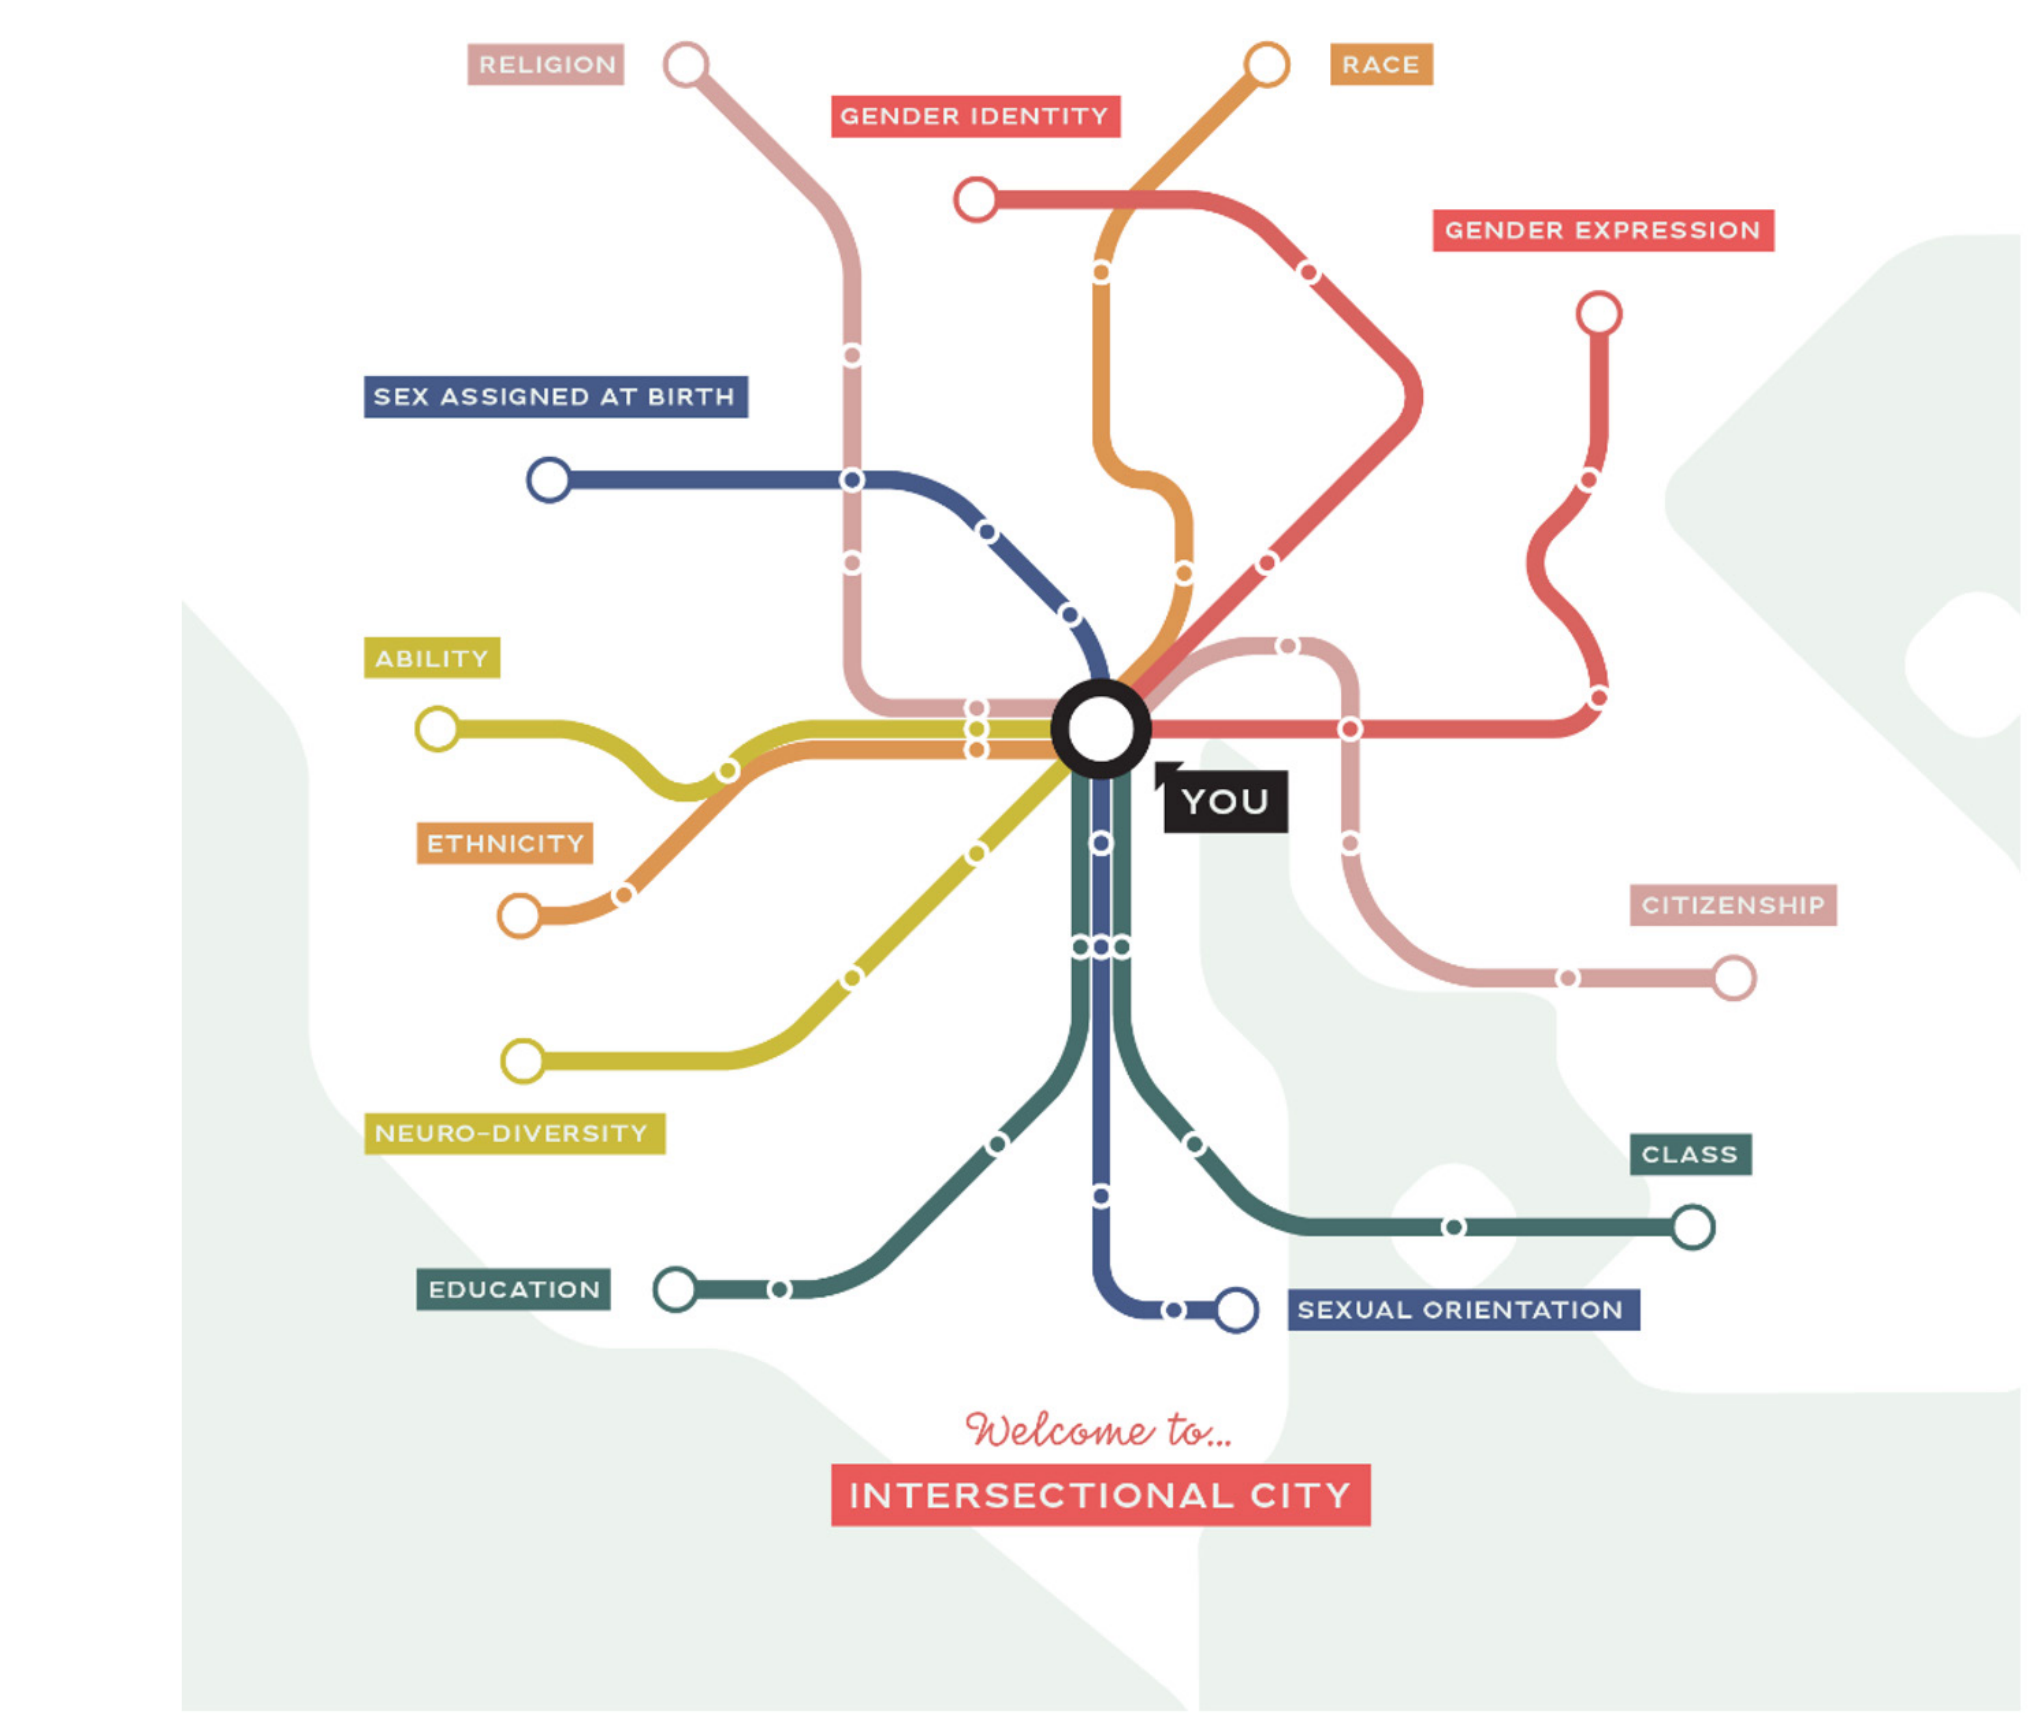 RELIGION
RACE
GENDER IDENTITY
GENDER EXPRESSION
SEX ASSIGNED AT BIRTH
ABILITY
YOU
ETHNICITY
CITIZENSHIP
NEURO-DIVERSITY
CLASS
EDUCATION
SEXUAL ORIENTATION
Welcome to...
INTERSECTIONAL CITY